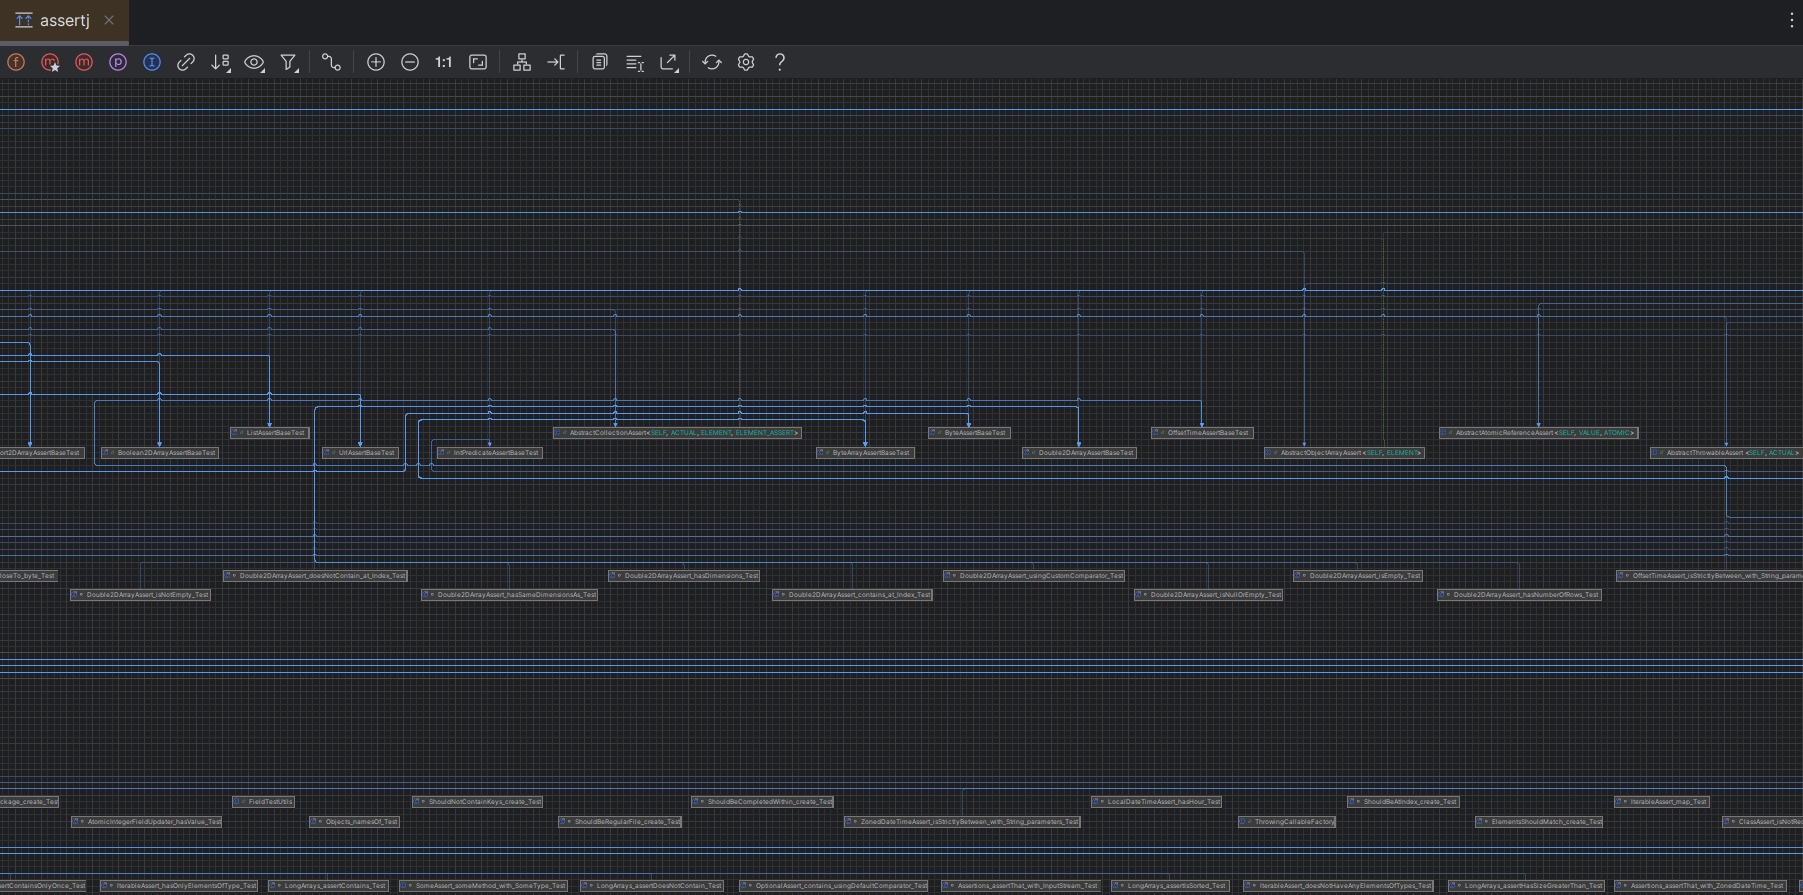 assertj
1:1
ListAssertBaseTest
AbstractCollectionAssert<SELF, ACTUAL, ELEMENT, ELEMENT_ASSERT>
ByteAssertBaseTest
OffsetTimeAssertBaseTest
AbstractAtomicReferenceAssert<SELF, VALUE, ATOMIC>
ort2DArrayAssertBaseTest
Boolean2DArrayAssertBaseTest
UrlAssertBaseTest
IntPredicateAssertBaseTest
ByteArrayAssertBaseTest
Double2DArrayAssertBaseTest
AbstractObjectArrayAssert<SELF, ELEMENT>
AbstractThrowableAssert<SELF, ACTUAL>
loseTo_byte_Test
Double2DArrayAssert_doesNotContain_at_Index_Test
Double2DArrayAssert_hasDimensions_Test
Double2DArrayAssert_usingCustomComparator_Test
Double2DArrayAssert_isEmpty_Test
OffsetTimeAssert_isStrictlyBetween_with_String_param
Double2DArrayAssert_isNotEmpty_Test
Double2DArrayAssert_hasSameDimensionsAs_Test
Double2DArrayAssert_contains_at_Index_Test
Double2DArrayAssert_isNullOrEmpty_Test
Double2DArrayAssert_hasNumberOfRows_Test
ckage_create_Test
FieldTestUtils
ShouldNotContainKeys_create_Test
ShouldBeCompletedWithin_create_Test
LocalDateTimeAssert_hasHour_Test
ShouldBeAtIndex_create_Test
IterableAssert_map_Test
AtomicIntegerFieldUpdater_hasValue_Test
Objects_namesOf_Test
ShouldBeRegularFile_create_Test
ZonedDateTimeAssert_isStrictlyBetween_with_String_parameters_Test
ThrowingCallableFactory
ElementsShouldMatch_create_Test
ClassAssert_isNotRec
ertContainsOnlyOnce_Test
IterableAssert_hasOnlyElementsOfType_Test
LongArrays_assertContains_Test
SomeAssert_someMethod_with_SomeType_Test
LongArrays_assertDoesNotContain_Test
OptionalAssert_contains_usingDefaultComparator_Test
Assertions_assertThat_with_InputStream_Test
LongArrays_assertIsSorted_Test
IterableAssert_doesNotHaveAnyElementsOfTypes_Test
LongArrays_assertHasSizeGreaterThan_Test
Assertions_assertThat_with_ZonedDateTime_Test